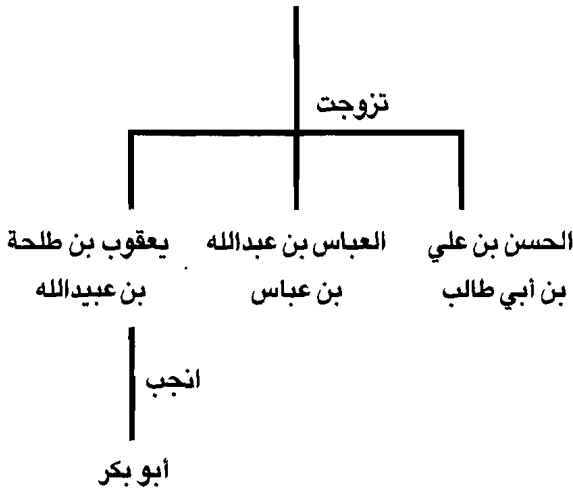 تزوجت
الحسن بن علي
بن أبي طالب
العباس بن عبدالله
بن عباس
يعقوب بن طلحة
بن عبيدالله
انجب
أبو بكر